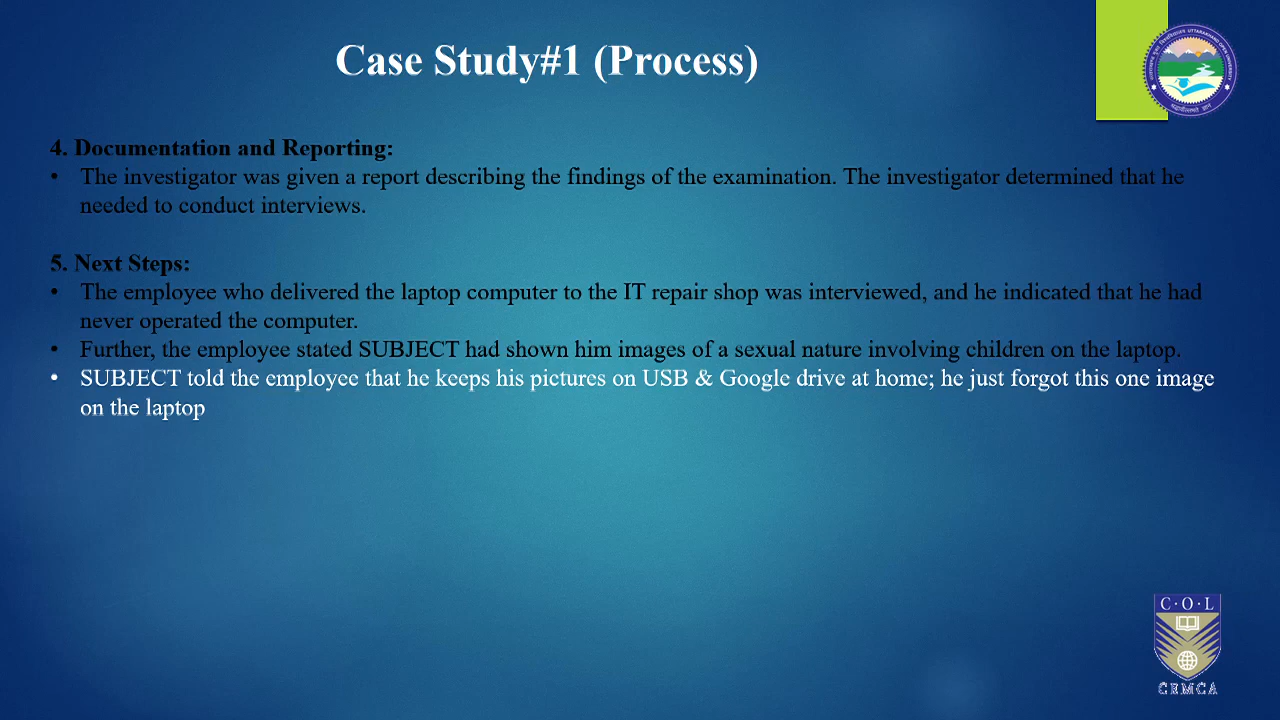 Case Study#1 (Process)
4. Documentation and Reporting:
• The investigator was given a report describing the findings of the examination. The investigator determined that he
needed to conduct interviews.
5. Next Steps:
• The employee who delivered the laptop computer to the IT repair shop was interviewed, and he indicated that he had
never operated the computer.
• Further, the employee stated SUBJECT had shown him images of a sexual nature involving children on the laptop.
• SUBJECT told the employee that he keeps his pictures on USB & Google drive at home; he just forgot this one image
on the laptop
C·O·L